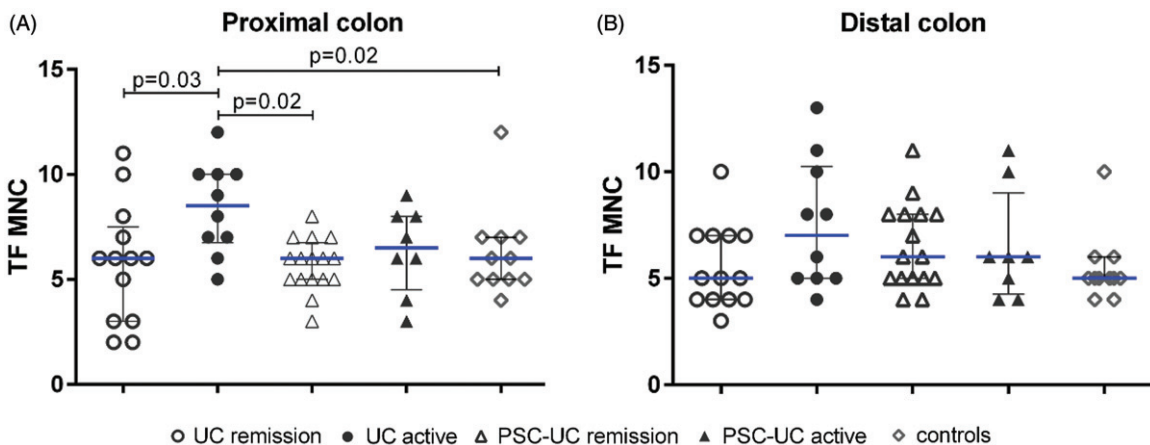 (A) Proximal colon
15
10
5
0
TF MNC
p=0.03
p=0.02
p=0.02
(B) Distal colon
15
10
5
0
TF MNC
UC remission UC active PSC-UC remission PSC-UC active controls